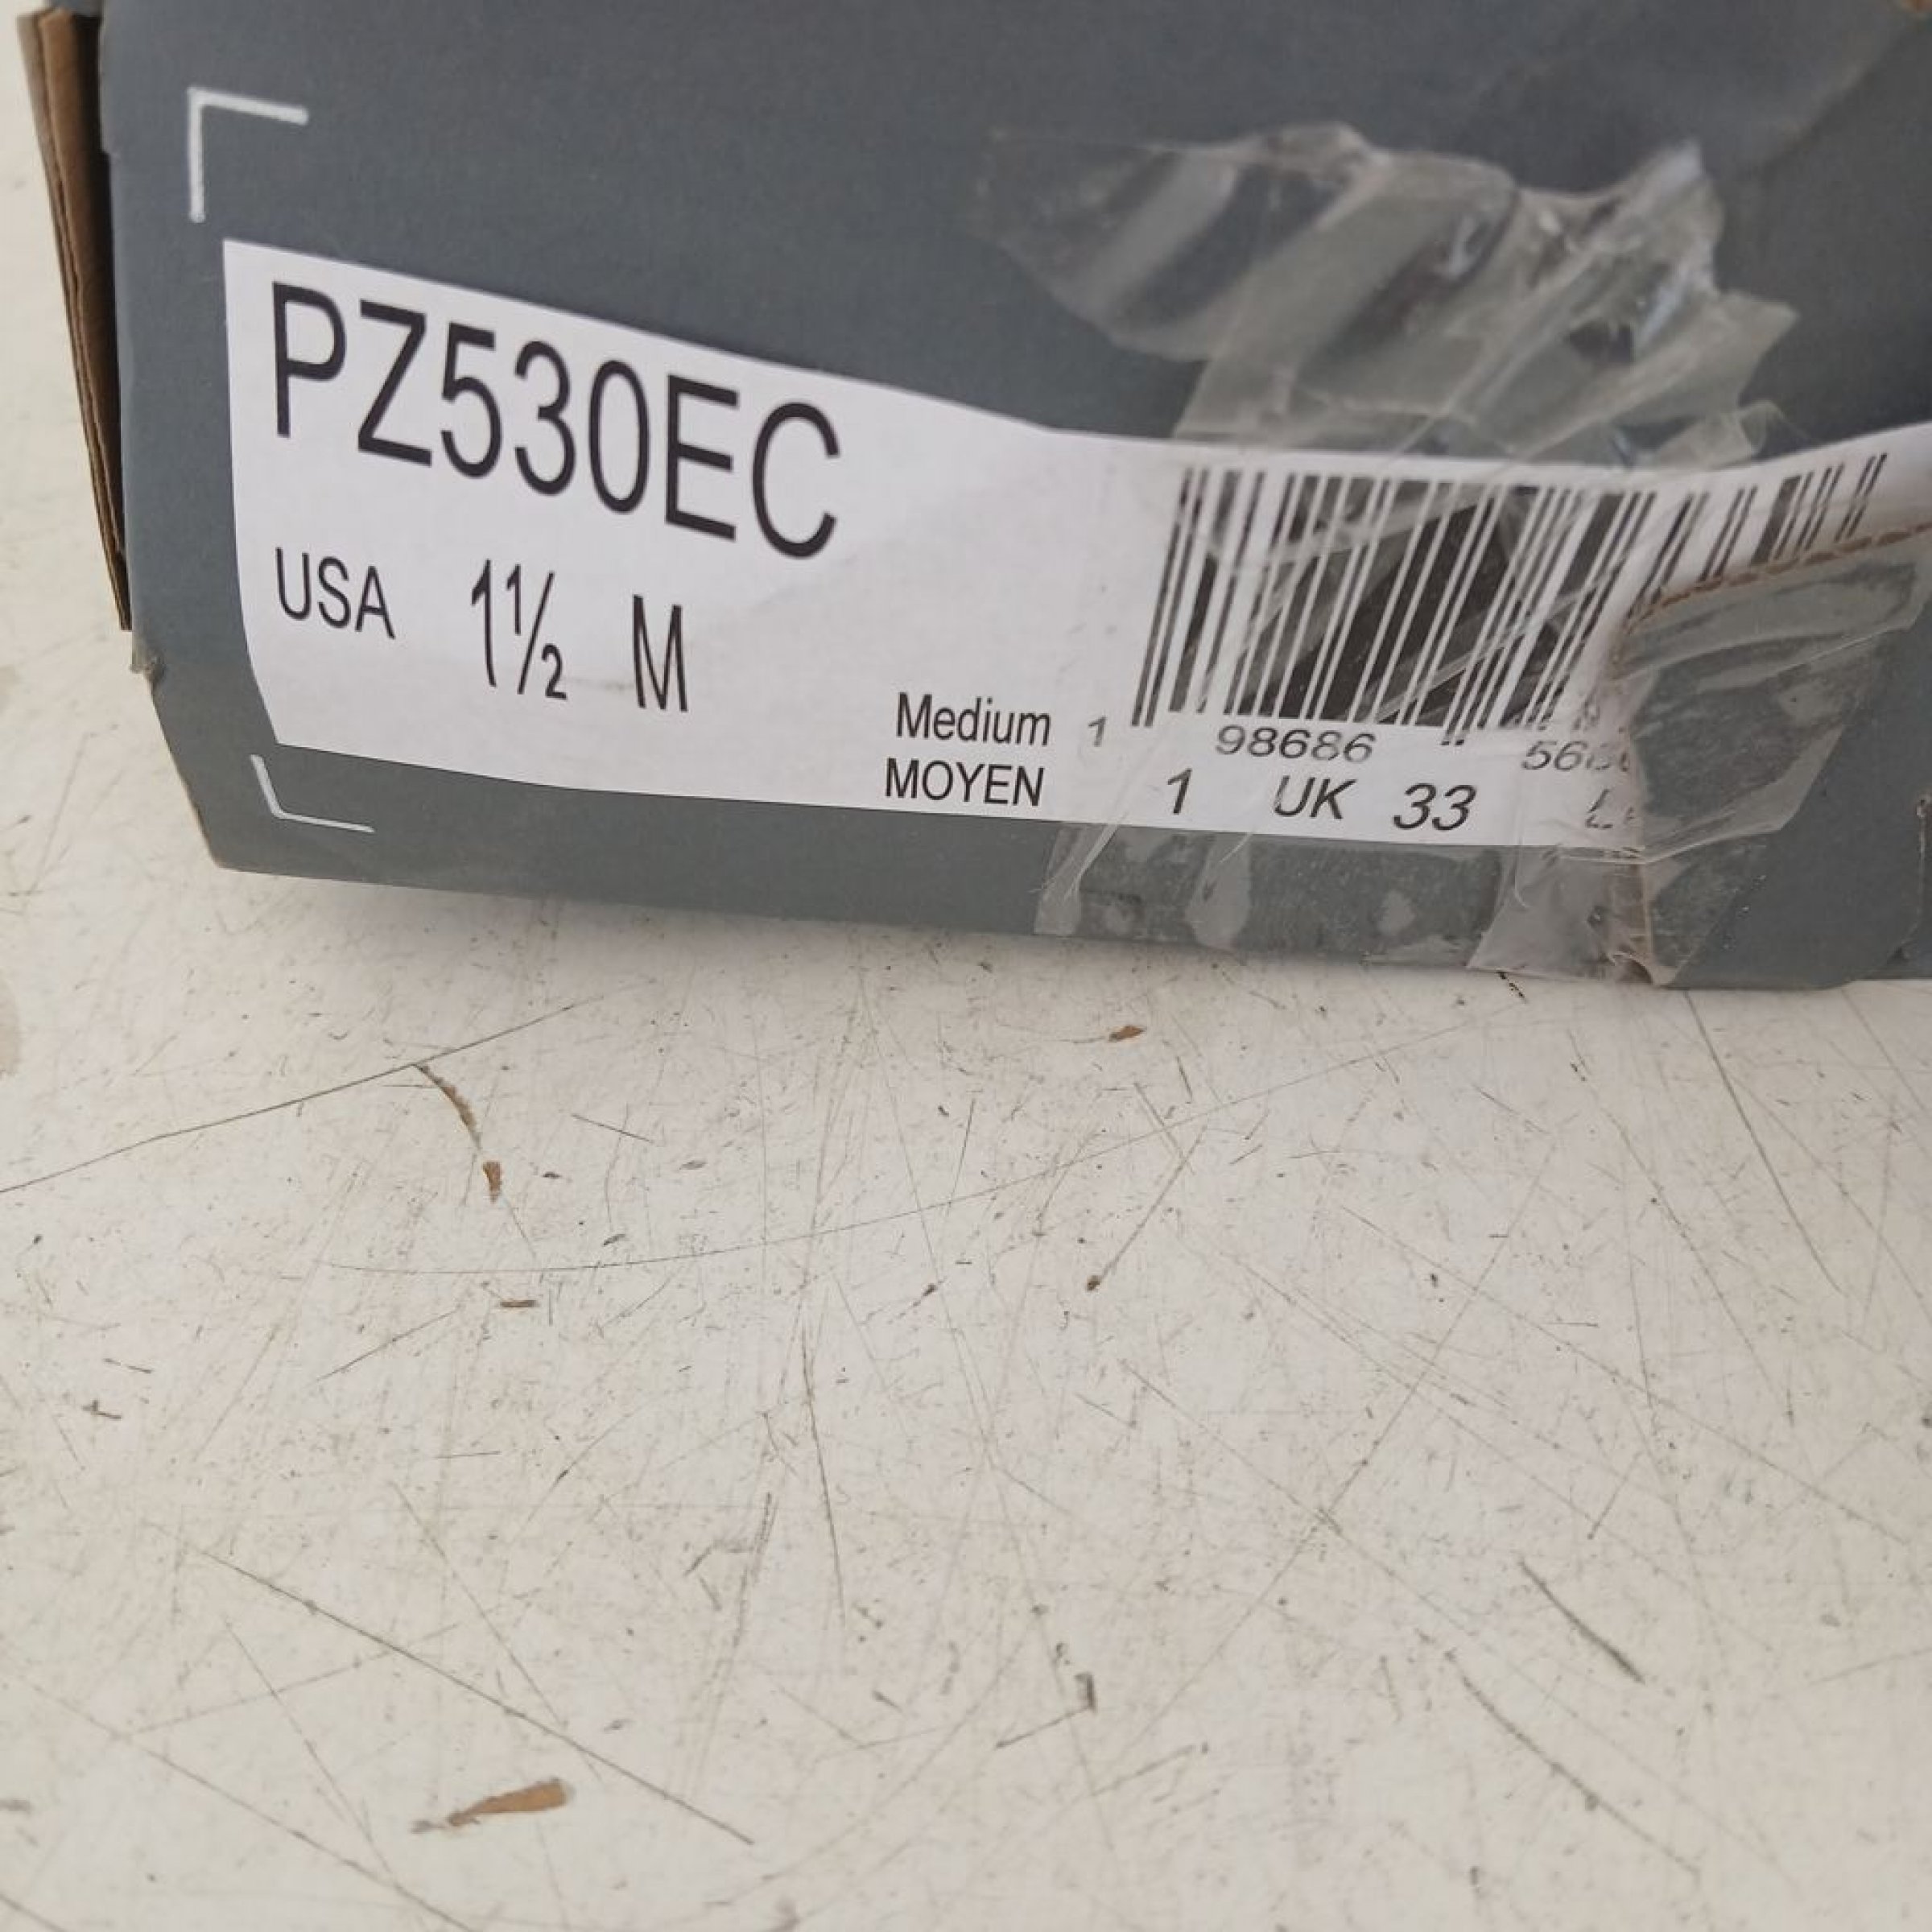 PZ530EC
USA 1½ M
Medium 1 98686
MOYEN 1 UK 33